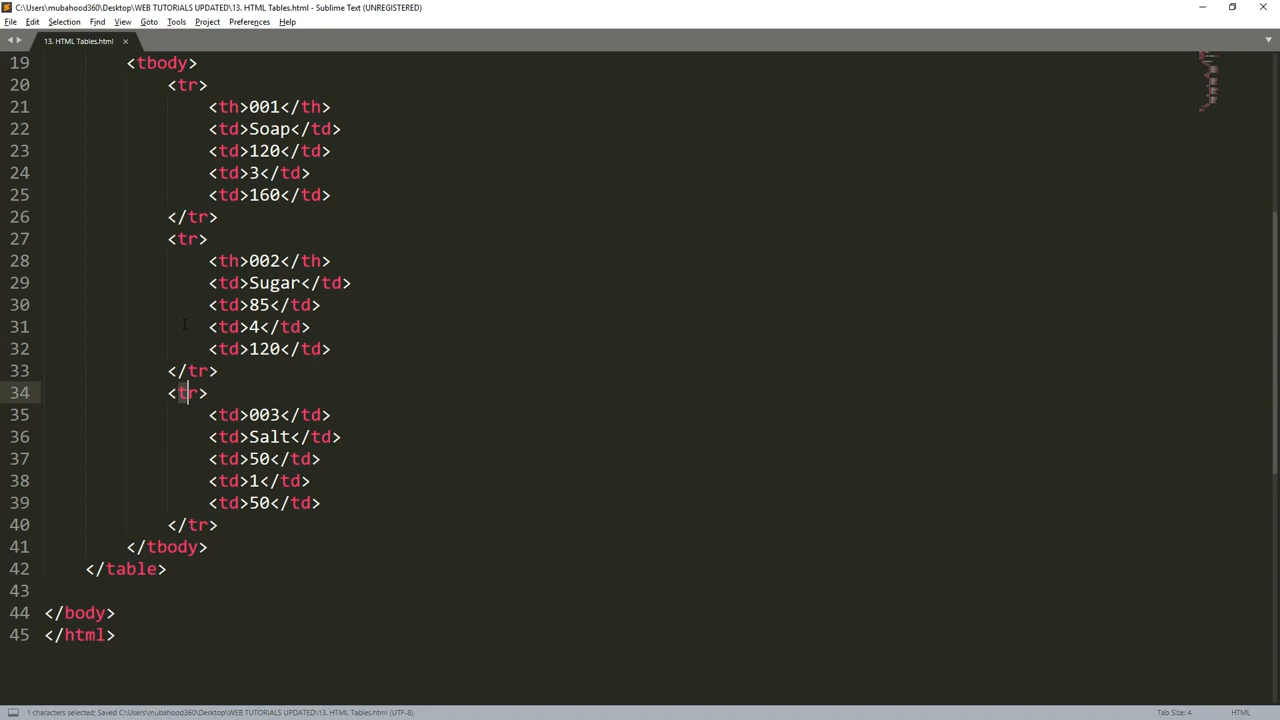 C:\Users\mubahood360\Desktop\WEB TUTORIALS UPDATED\13. HTML Tables.html - Sublime Text (UNREGISTERED)
File Edit Selection Find View Goto Tools Project Preferences Help
13. HTML Tables.html
19 <tbody>
20 <tr>
21 <th>001</th>
22 <td>Soap</td>
23 <td>120</td>
24 <td>3</td>
25 <td>160</td>
26 </tr>
27 <tr>
28 <th>002</th>
29 <td>Sugar</td>
30 <td>85</td>
31 <td>4</td>
32 <td>120</td>
33 </tr>
34 <tr>
35 <td>003</td>
36 <td>Salt</td>
37 <td>50</td>
38 <td>1</td>
39 <td>50</td>
40 </tr>
41 </tbody>
42 </table>
43
44 </body>
45 </html>
1 characters selected; Saved C:\Users\mubahood360\Desktop\WEB TUTORIALS UPDATED\13. HTML Tables.html (UTF-8) Tab Size: 4 HTML